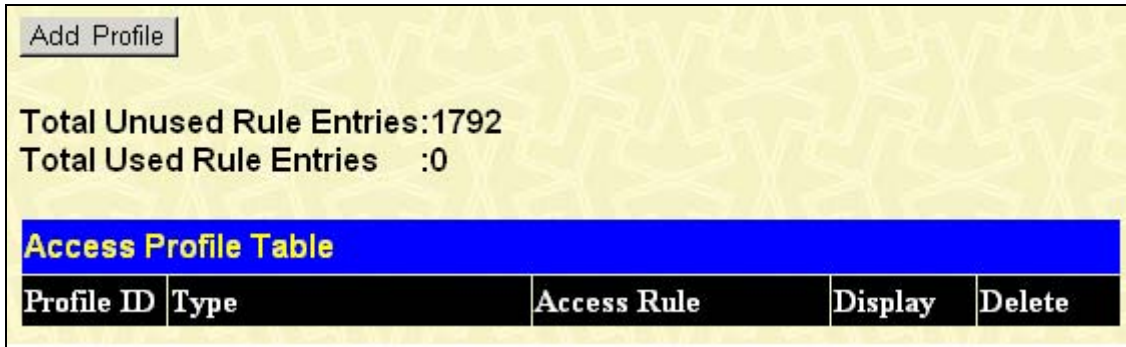 Add Profile
Total Unused Rule Entries:1792
Total Used Rule Entries :0
Access Profile Table
Profile ID Type Access Rule Display Delete